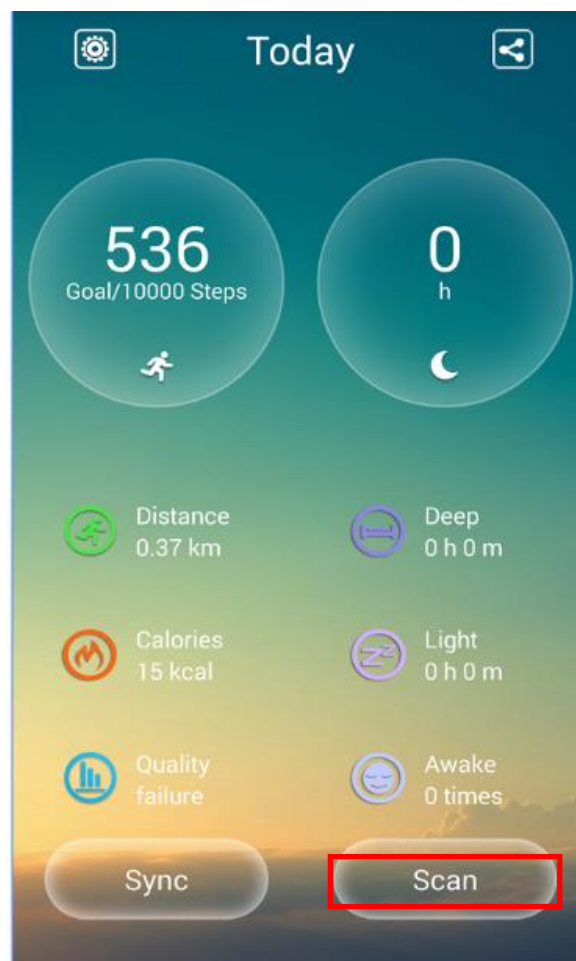 Today
536
Goal/10000 Steps
0
h
Distance
0.37 km
Deep
0 h 0 m
Calories
15 kcal
Light
0 h 0 m
Quality
failure
Awake
0 times
Sync
Scan